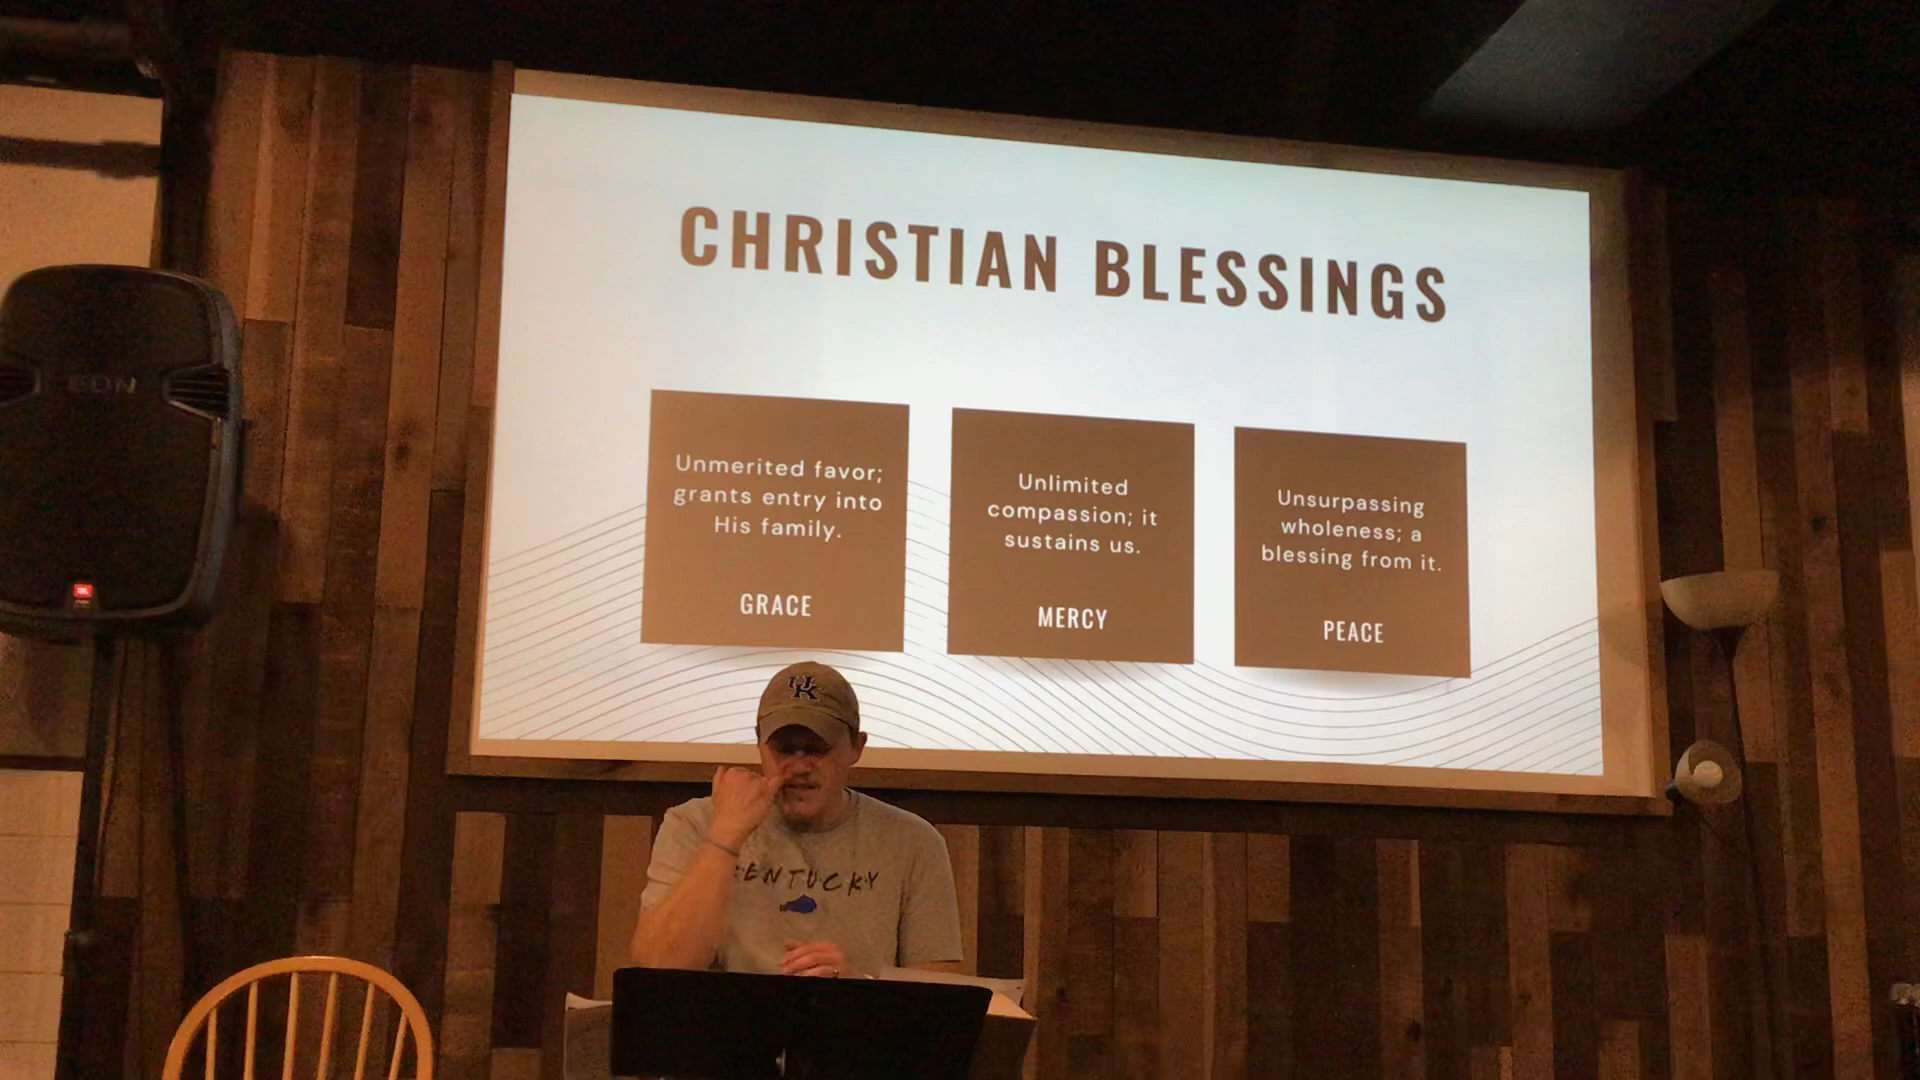 CHRISTIAN BLESSINGS
Unmerited favor;
grants entry into
His family.
GRACE
Unlimited
compassion; it
sustains us.
MERCY
Unsurpassing
wholeness; a
blessing from it.
PEACE
EON
JBL
UK
KENTUCKY